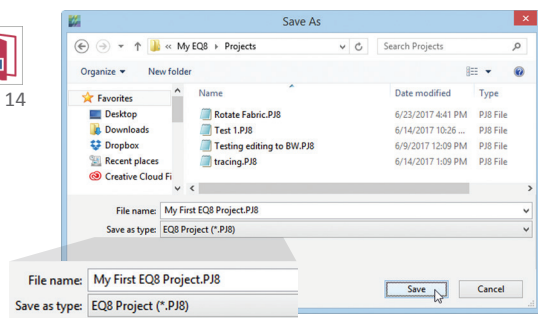 Save As
« My EQ8 ▸ Projects
Search Projects
Organize
New folder
Name Date modified Type
Favorites
Desktop
Downloads
Dropbox
Recent places
Creative Cloud Fi
Rotate Fabric.PJ8 6/23/2017 4:41 PM PJ8 File
Test 1.PJ8 6/14/2017 10:26 ... PJ8 File
Testing editing to BW.PJ8 6/9/2017 12:09 PM PJ8 File
tracing.PJ8 6/14/2017 1:09 PM PJ8 File
14
File name: My First EQ8 Project.PJ8
Save as type: EQ8 Project (*.PJ8)
Save Cancel
File name: My First EQ8 Project.PJ8
Save as type: EQ8 Project (*.PJ8)